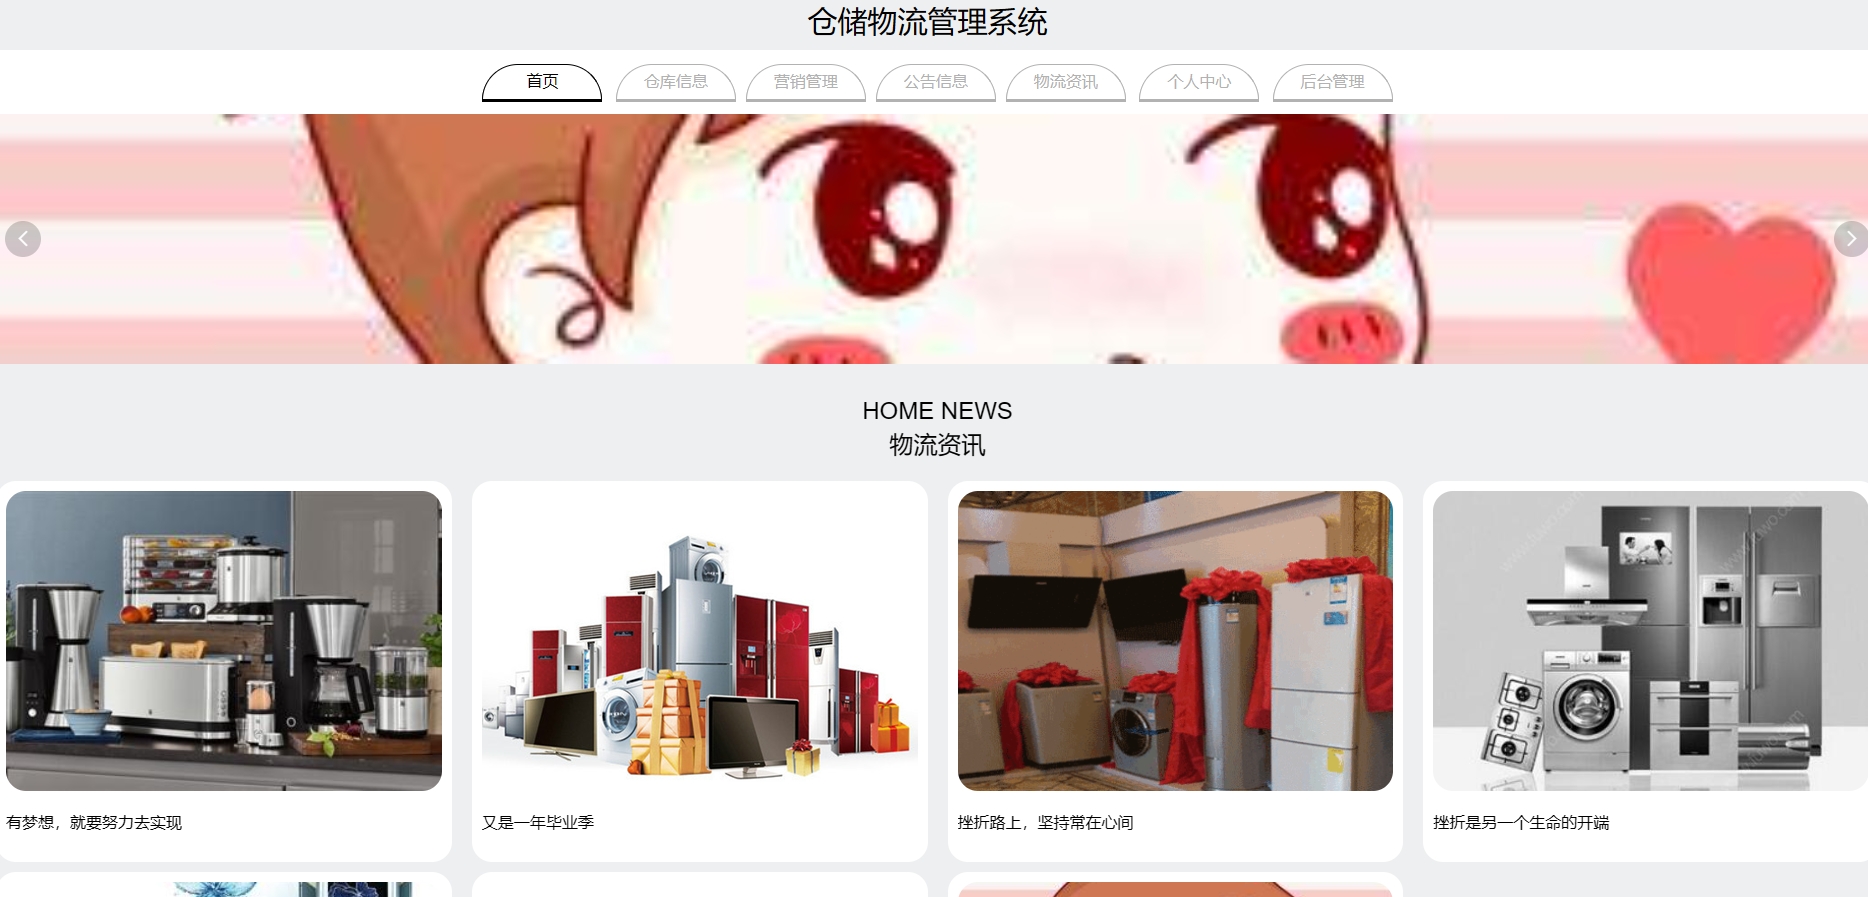 仓储物流管理系统
首页
仓库信息
营销管理
公告信息
物流资讯
个人中心
后台管理
HOME NEWS
物流资讯
有梦想，就要努力去实现
又是一年毕业季
挫折路上，坚持常在心间
挫折是另一个生命的开端